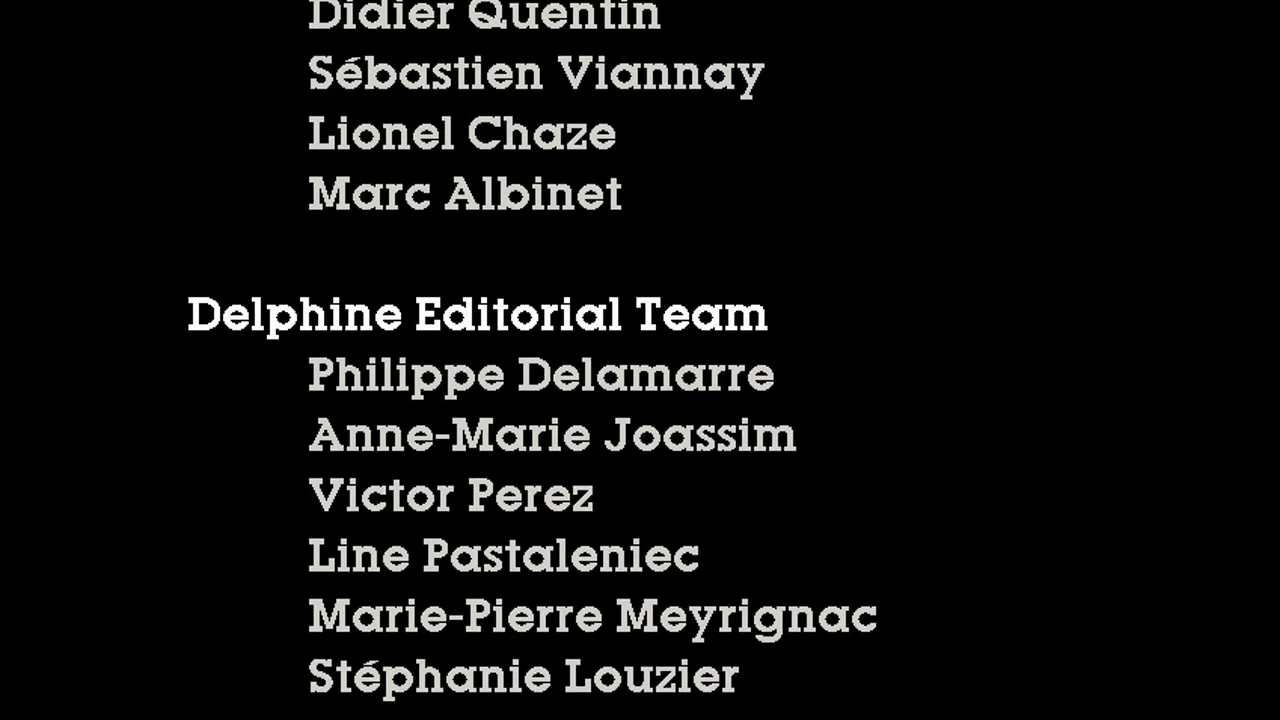 Didier Quentin
Sébastien Viannay
Lionel Chaze
Marc Albinet
Delphine Editorial Team
Philippe Delamarre
Anne-Marie Joassim
Victor Perez
Line Pastaleniec
Marie-Pierre Meyrignac
Stéphanie Louzier